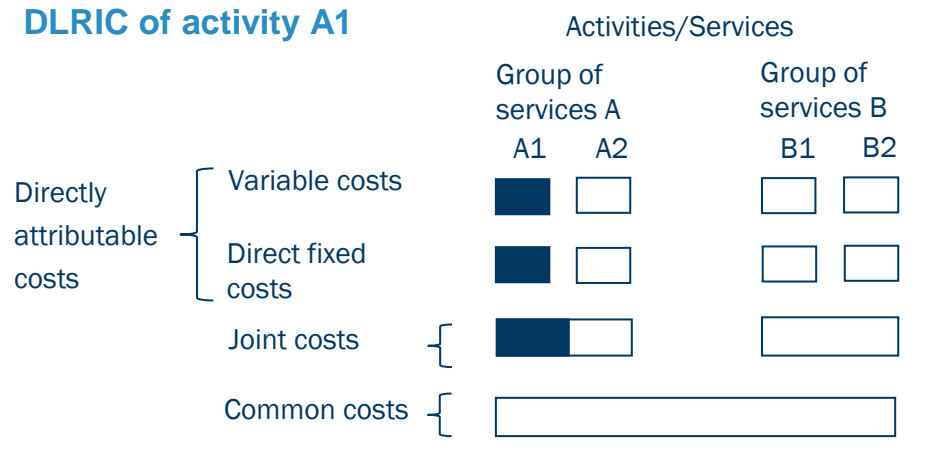 DLRIC of activity A1
Activities/Services
Group of
services A
Group of
services B
A1 A2 B1 B2
Directly
attributable
costs
Variable costs
Direct fixed
costs
Joint costs
Common costs